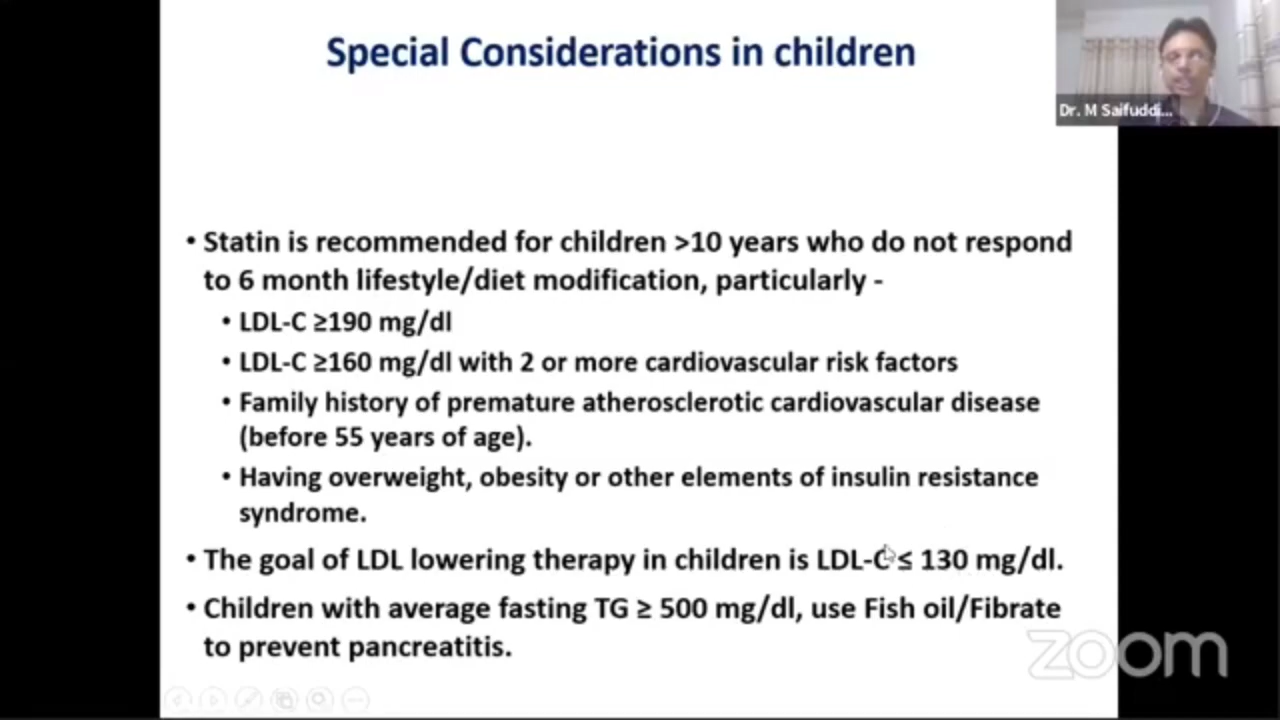 Special Considerations in children
Dr. M Saifuddi...
• Statin is recommended for children >10 years who do not respond
to 6 month lifestyle/diet modification, particularly -
• LDL-C ≥190 mg/dl
• LDL-C ≥160 mg/dl with 2 or more cardiovascular risk factors
• Family history of premature atherosclerotic cardiovascular disease
(before 55 years of age).
• Having overweight, obesity or other elements of insulin resistance
syndrome.
• The goal of LDL lowering therapy in children is LDL-C ≤ 130 mg/dl.
• Children with average fasting TG ≥ 500 mg/dl, use Fish oil/Fibrate
to prevent pancreatitis.
zoom